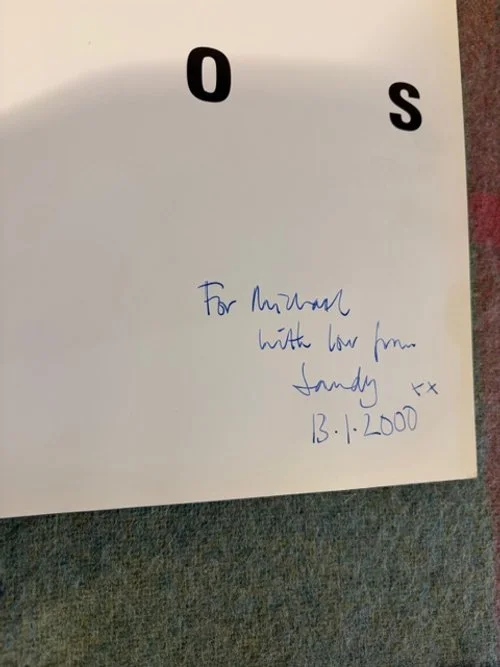 O
S
For Michael
with love from
Sandy xx
13.1.2000